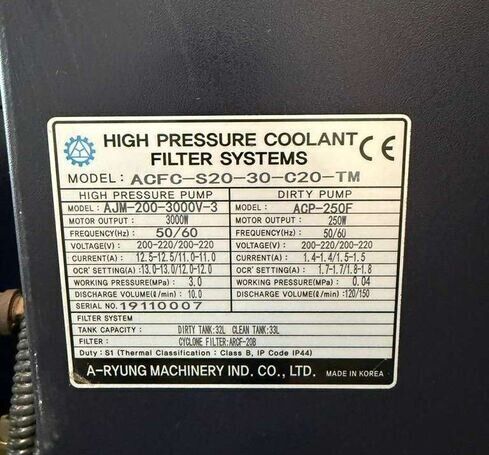 HIGH PRESSURE COOLANT
FILTER SYSTEMS
CE
MODEL: ACFC-S20-30-C20-TM
HIGH PRESSURE PUMP
MODEL: AJM-200-3000V-3
MOTOR OUTPUT : 3000W
FREQUENCY(Hz) : 50/60
VOLTAGE(V) : 200-220/200-220
CURRENT(A) : 12.5-12.5/11.0-11.0
OCR' SETTING(A) :13.0-13.0/12.0-12.0
WORKING PRESSURE(MPa) : 3.0
DISCHARGE VOLUME(ℓ/min) : 10.0
SERIAL NO. 19110007
DIRTY PUMP
MODEL: ACP-250F
MOTOR OUTPUT : 250W
FREQUENCY(Hz) : 50/60
VOLTAGE(V) : 200-220/200-220
CURRENT(A) : 1.4-1.4/1.5-1.5
OCR' SETTING(A) : 1.7-1.7/1.8-1.8
WORKING PRESSURE(MPa) : 0.04
DISCHARGE VOLUME(ℓ/min) :120/150
FILTER SYSTEM
TANK CAPACITY : DIRTY TANK:32L CLEAN TANK:33L
FILTER : CYCLONE FILTER:ARCF-20B
Duty : S1 (Thermal Classification : Class B, IP Code IP44)
A-RYUNG MACHINERY IND. CO., LTD. MADE IN KOREA